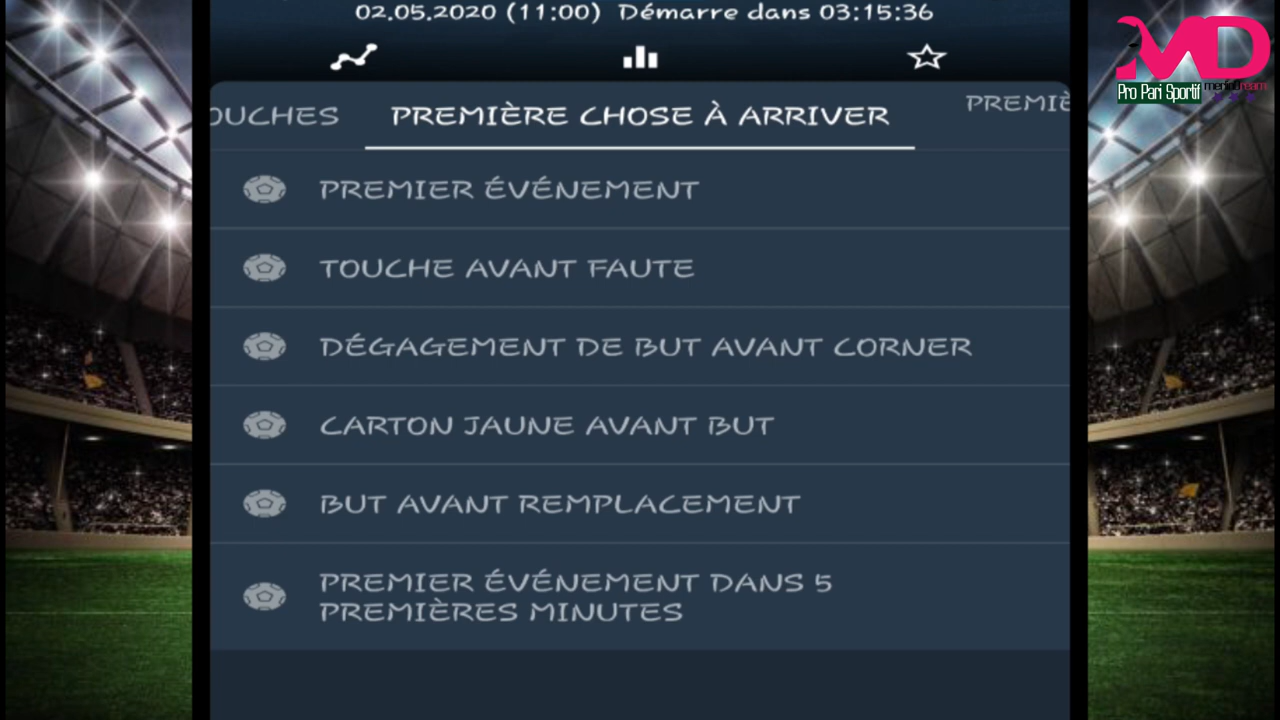 02.05.2020 (11:00) Démarre dans 03:15:36
OUCHES PREMIÈRE CHOSE À ARRIVER PREMIÈ
PREMIER ÉVÉNEMENT
TOUCHE AVANT FAUTE
DÉGAGEMENT DE BUT AVANT CORNER
CARTON JAUNE AVANT BUT
BUT AVANT REMPLACEMENT
PREMIER ÉVÉNEMENT DANS 5
PREMIÈRES MINUTES
MD
Pro Pari Sportif